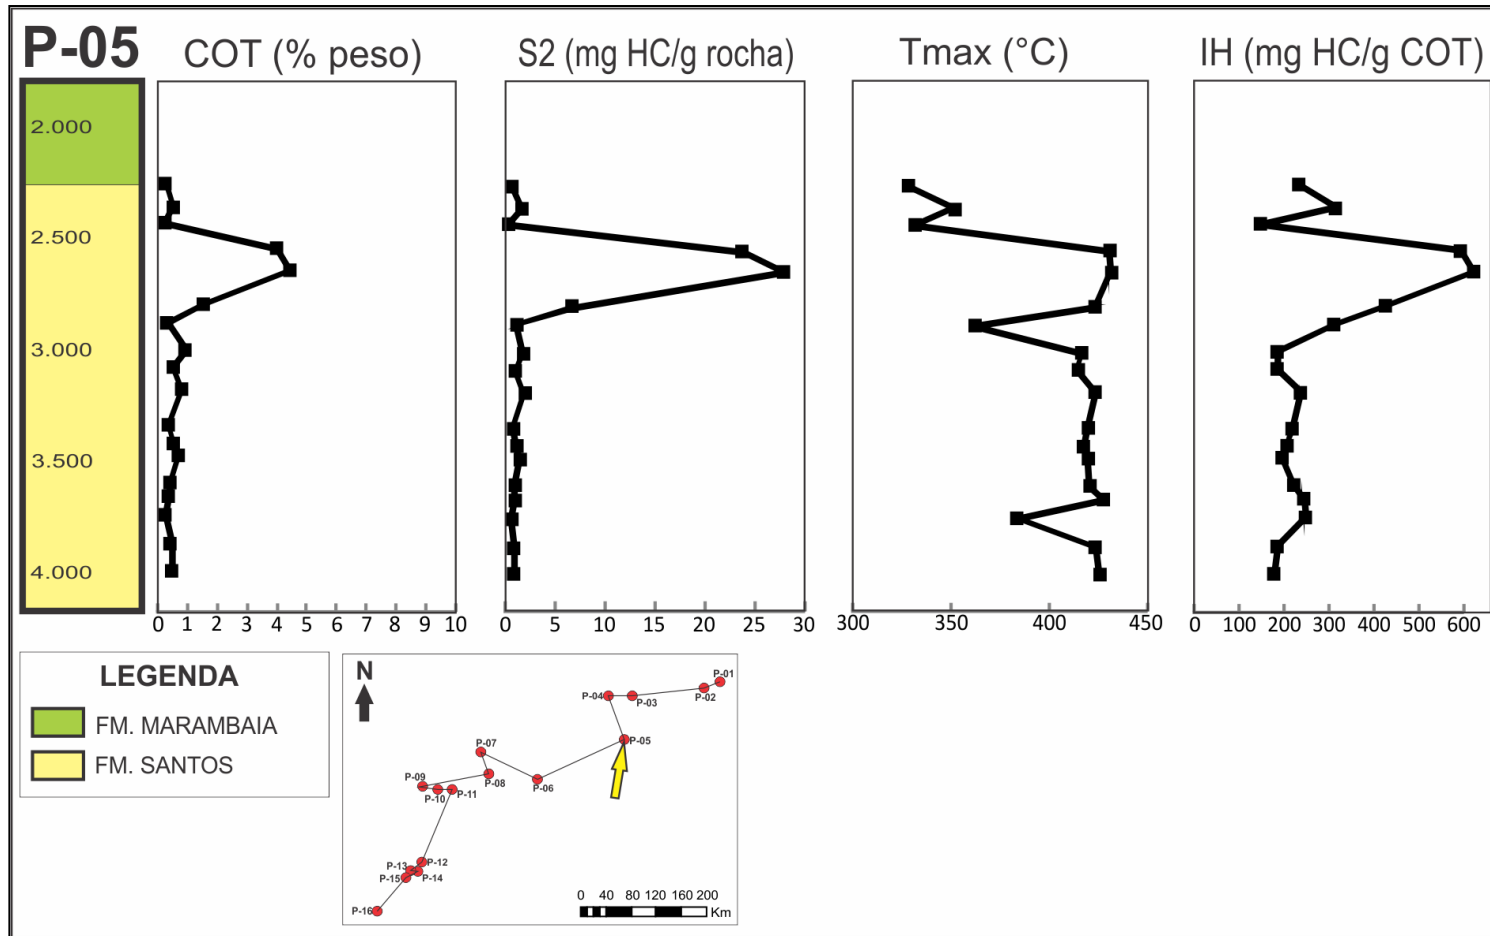 P-05 COT (% peso) S2 (mg HC/g rocha) Tmax (°C) IH (mg HC/g COT)
2.000
2.500
3.000
3.500
4.000
0 1 2 3 4 5 6 7 8 9 10
0 5 10 15 20 25 30
300 350 400 450
0 100 200 300 400 500 600
LEGENDA
FM. MARAMBAIA
FM. SANTOS
N
P-01
P-02
P-04 P-03
P-05
P-07
P-08
P-06
P-09
P-10 P-11
P-12
P-13
P-14
P-15
P-16
0 40 80 120 160 200
Km